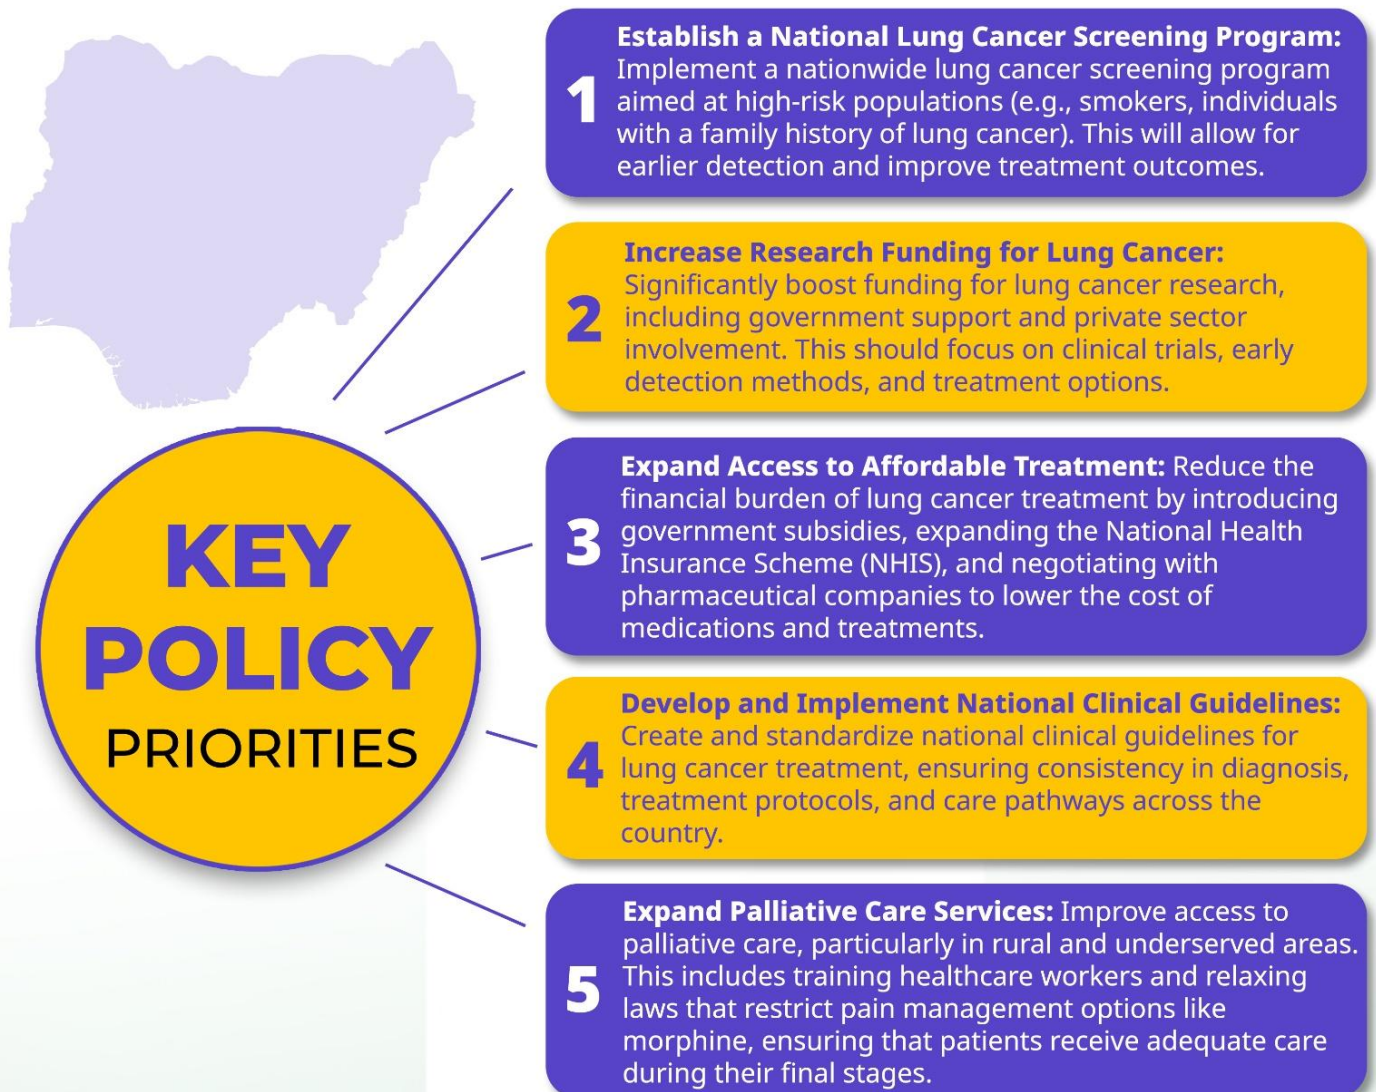 KEY
POLICY
PRIORITIES
1
Establish a National Lung Cancer Screening Program:
Implement a nationwide lung cancer screening program
aimed at high-risk populations (e.g., smokers, individuals
with a family history of lung cancer). This will allow for
earlier detection and improve treatment outcomes.
2
Increase Research Funding for Lung Cancer:
Significantly boost funding for lung cancer research,
including government support and private sector
involvement. This should focus on clinical trials, early
detection methods, and treatment options.
3
Expand Access to Affordable Treatment: Reduce the
financial burden of lung cancer treatment by introducing
government subsidies, expanding the National Health
Insurance Scheme (NHIS), and negotiating with
pharmaceutical companies to lower the cost of
medications and treatments.
4
Develop and Implement National Clinical Guidelines:
Create and standardize national clinical guidelines for
lung cancer treatment, ensuring consistency in diagnosis,
treatment protocols, and care pathways across the
country.
5
Expand Palliative Care Services: Improve access to
palliative care, particularly in rural and underserved areas.
This includes training healthcare workers and relaxing
laws that restrict pain management options like
morphine, ensuring that patients receive adequate care
during their final stages.